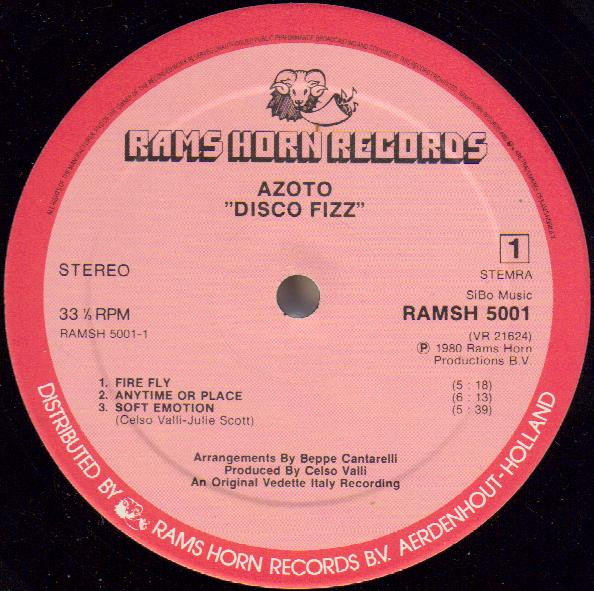 RAMS HORN RECORDS
AZOTO
"DISCO FIZZ"
1
STEREO
STEMRA
SiBo Music
33 ⅓ RPM
RAMSH 5001
RAMSH 5001-1
(VR 21624)
Ⓟ 1980 Rams Horn
Productions B.V.
1. FIRE FLY (5 : 18)
2. ANYTIME OR PLACE (6 : 13)
3. SOFT EMOTION (5 : 39)
(Celso Valli-Julie Scott)
Arrangements By Beppe Cantarelli
Produced By Celso Valli
An Original Vedette Italy Recording
DISTRIBUTED BY RAMS HORN RECORDS B.V. AERDENHOUT-HOLLAND